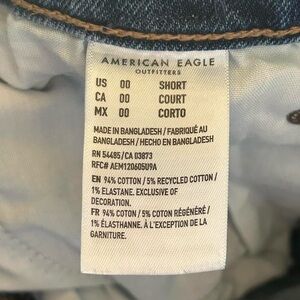 AMERICAN EAGLE
OUTFITTERS
US 00 SHORT
CA 00 COURT
MX 00 CORTO
MADE IN BANGLADESH / FABRIQUÉ AU
BANGLADESH / HECHO EN BANGLADESH
RN 54485/CA 03873
RFC# AEM120605U9A
EN 94% COTTON / 5% RECYCLED COTTON /
1% ELASTANE. EXCLUSIVE OF
DECORATION.
FR 94% COTON / 5% COTON RÉGÉNÉRÉ /
1% ÉLASTHANNE. À L'EXCEPTION DE LA
GARNITURE.